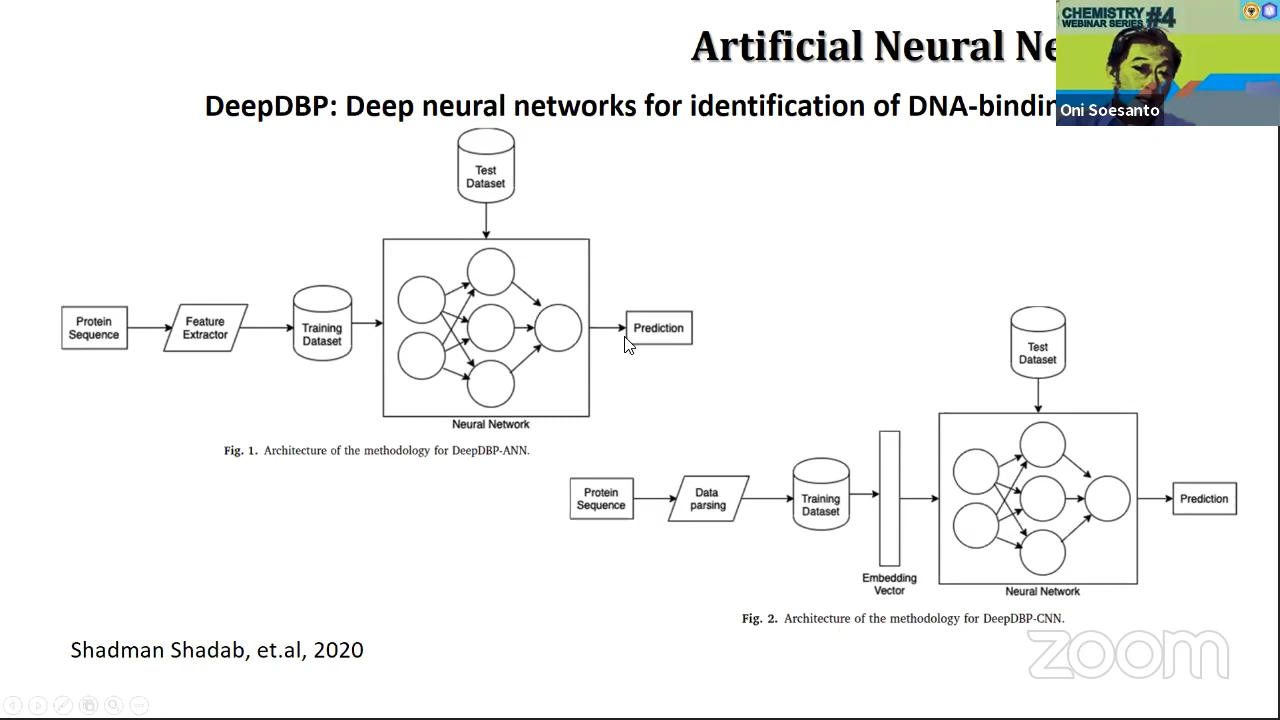 Artificial Neural Ne
CHEMISTRY
WEBINAR SERIES #4
Oni Soesanto
DeepDBP: Deep neural networks for identification of DNA-bindin
Test
Dataset
Protein
Sequence
Feature
Extractor
Training
Dataset
Prediction
Neural Network
Fig. 1. Architecture of the methodology for DeepDBP-ANN.
Test
Dataset
Protein
Sequence
Data
parsing
Training
Dataset
Prediction
Embedding
Vector
Neural Network
Fig. 2. Architecture of the methodology for DeepDBP-CNN.
Shadman Shadab, et.al, 2020
zoom